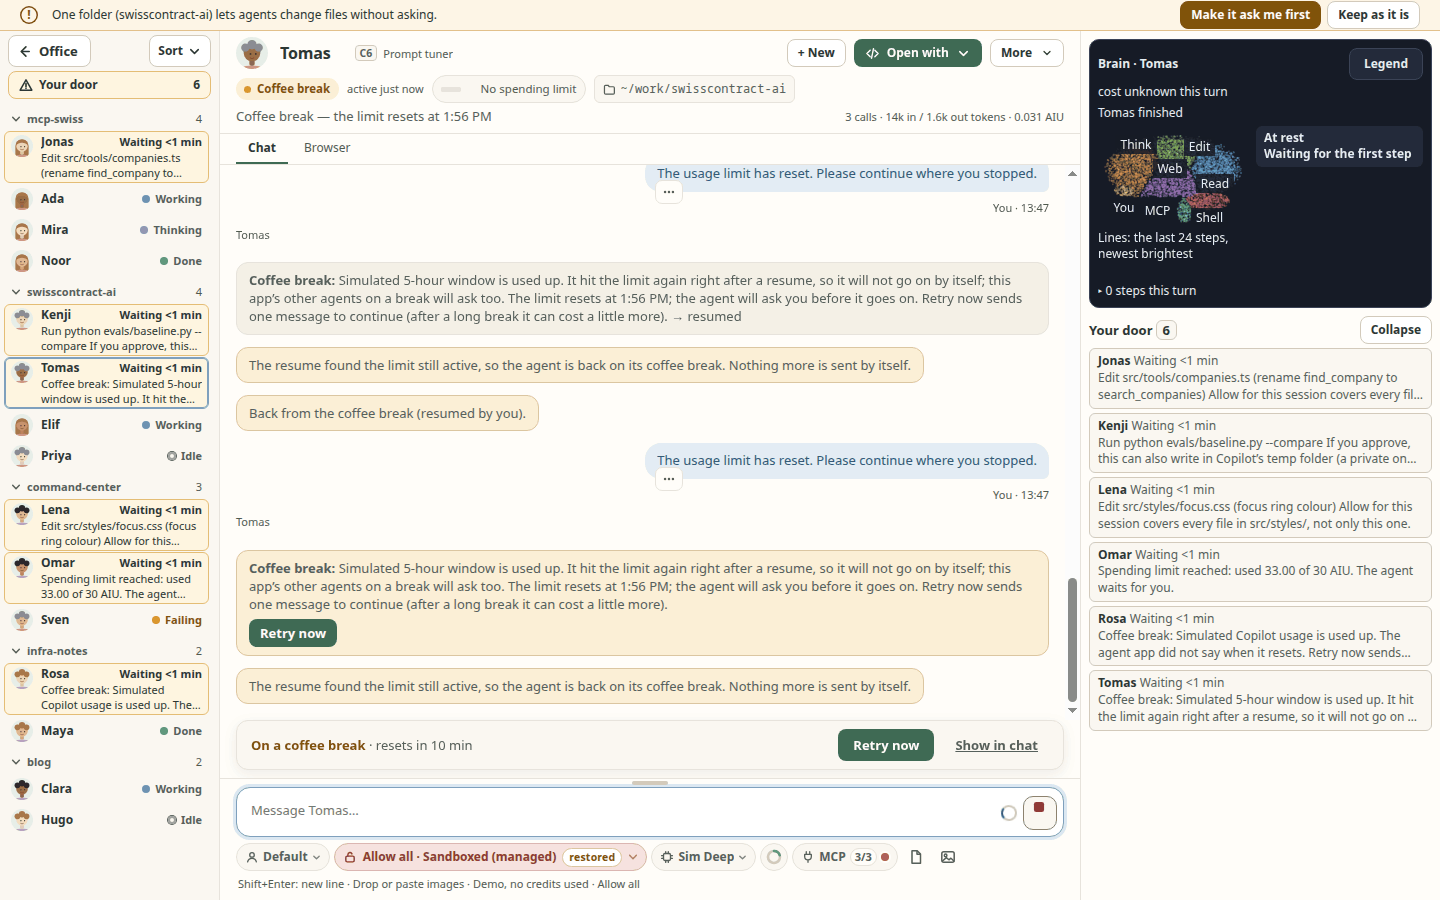 One folder (swisscontract-ai) lets agents change files without asking.
Make it ask me first
Keep as it is
Office
Sort
Your door 6
mcp-swiss 4
Jonas Waiting <1 min
Edit src/tools/companies.ts
(rename find_company to...
Ada Working
Mira Thinking
Noor Done
swisscontract-ai 4
Kenji Waiting <1 min
Run python evals/baseline.py --
compare If you approve, this...
Tomas Waiting <1 min
Coffee break: Simulated 5-hour
window is used up. It hit the...
Elif Working
Priya Idle
command-center 3
Lena Waiting <1 min
Edit src/styles/focus.css (focus
ring colour) Allow for this...
Omar Waiting <1 min
Spending limit reached: used
33.00 of 30 AIU. The agent...
Sven Failing
infra-notes 2
Rosa Waiting <1 min
Coffee break: Simulated
Copilot usage is used up. The...
Maya Done
blog 2
Clara Working
Hugo Idle
Tomas C6 Prompt tuner
+ New
Open with
More
Coffee break active just now No spending limit ~/work/swisscontract-ai
Coffee break — the limit resets at 1:56 PM
3 calls · 14k in / 1.6k out tokens · 0.031 AIU
Chat Browser
The usage limit has reset. Please continue where you stopped.
...
You · 13:47
Tomas
Coffee break: Simulated 5-hour window is used up. It hit the limit again right after a resume, so it will not go on by itself; this
app's other agents on a break will ask too. The limit resets at 1:56 PM; the agent will ask you before it goes on. Retry now sends
one message to continue (after a long break it can cost a little more). → resumed
The resume found the limit still active, so the agent is back on its coffee break. Nothing more is sent by itself.
Back from the coffee break (resumed by you).
The usage limit has reset. Please continue where you stopped.
...
You · 13:47
Tomas
Coffee break: Simulated 5-hour window is used up. It hit the limit again right after a resume, so it will not go on by itself; this
app's other agents on a break will ask too. The limit resets at 1:56 PM; the agent will ask you before it goes on. Retry now sends
one message to continue (after a long break it can cost a little more).
Retry now
The resume found the limit still active, so the agent is back on its coffee break. Nothing more is sent by itself.
On a coffee break · resets in 10 min
Retry now
Show in chat
Message Tomas...
Default
Allow all · Sandboxed (managed) restored
Sim Deep
MCP 3/3
Shift+Enter: new line · Drop or paste images · Demo, no credits used · Allow all
Brain · Tomas
Legend
cost unknown this turn
Tomas finished
Think
Edit
Web
Read
You
MCP
Shell
At rest
Waiting for the first step
Lines: the last 24 steps,
newest brightest
▸ 0 steps this turn
Your door 6
Collapse
Jonas Waiting <1 min
Edit src/tools/companies.ts (rename find_company to
search_companies) Allow for this session covers every fil...
Kenji Waiting <1 min
Run python evals/baseline.py --compare If you approve,
this can also write in Copilot's temp folder (a private on...
Lena Waiting <1 min
Edit src/styles/focus.css (focus ring colour) Allow for this
session covers every file in src/styles/, not only this one.
Omar Waiting <1 min
Spending limit reached: used 33.00 of 30 AIU. The agent
waits for you.
Rosa Waiting <1 min
Coffee break: Simulated Copilot usage is used up. The
agent app did not say when it resets. Retry now sends...
Tomas Waiting <1 min
Coffee break: Simulated 5-hour window is used up. It hit
the limit again right after a resume, so it will not go on ...